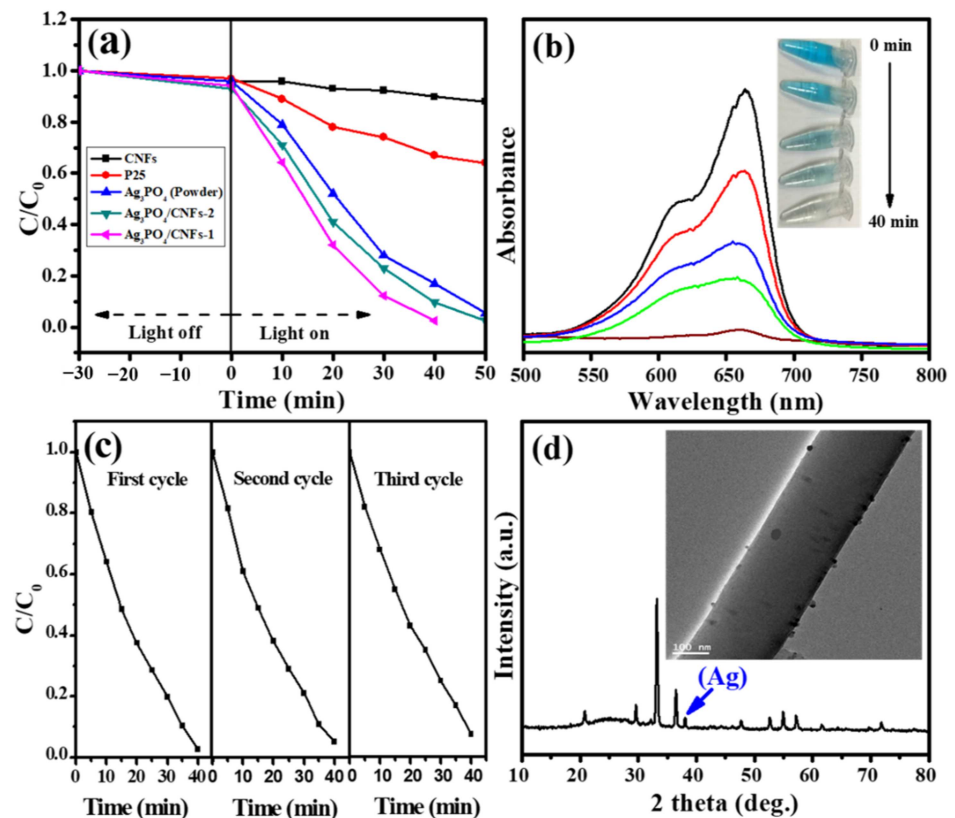 (a)
1.2
1.0
0.8
0.6
0.4
0.2
0.0
C/C₀
CNFs
P25
Ag₃PO₄ (Powder)
Ag₃PO₄/CNFs-2
Ag₃PO₄/CNFs-1
Light off
Light on
−30 −20 −10 0 10 20 30 40 50
Time (min)
(b)
0 min
40 min
Absorbance
500 600 650 700 750 800
Wavelength (nm)
(c)
First cycle
Second cycle
Third cycle
1.0
0.8
0.6
0.4
0.2
0.0
C/C₀
0 10 20 30 40 0 10 20 30 40 0 10 20 30 40
Time (min) Time (min) Time (min)
(d)
100 nm
(Ag)
Intensity (a.u.)
10 20 30 40 50 60 70 80
2 theta (deg.)